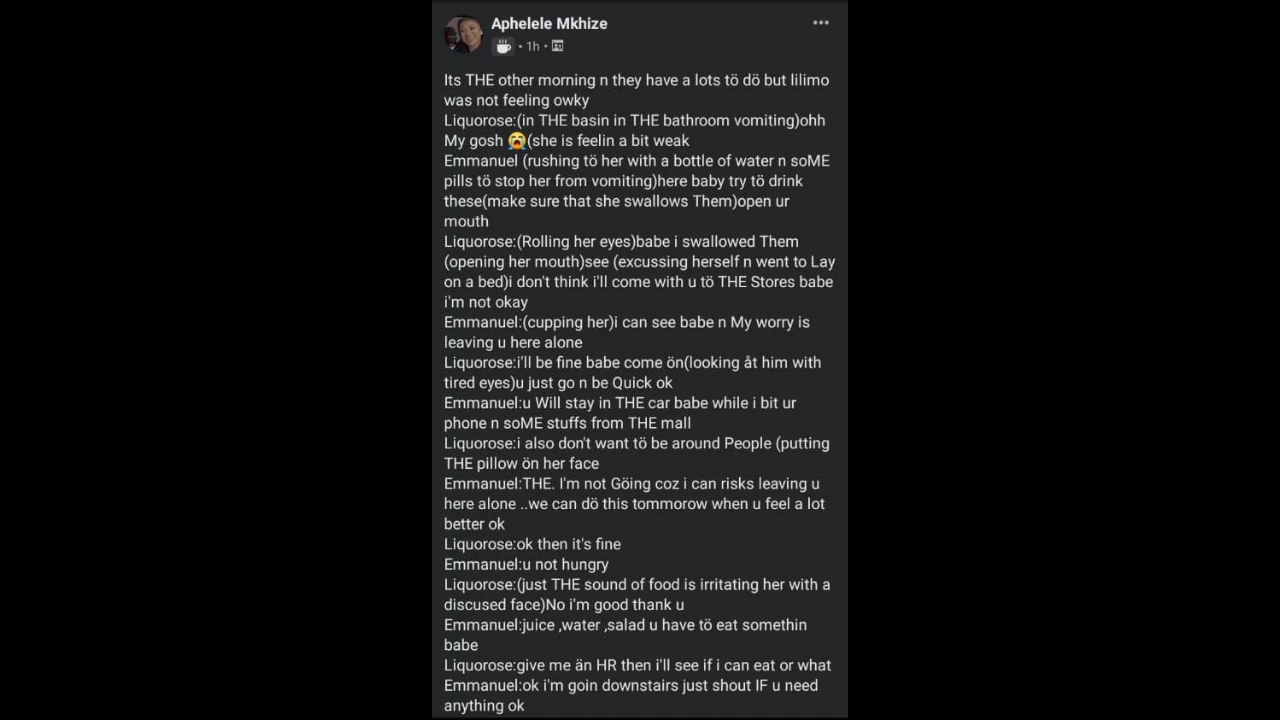 Aphelele Mkhize
1h
Its THE other morning n they have a lots tö dö but lilimo
was not feeling owky
Liquorose:(in THE basin in THE bathroom vomiting)ohh
My gosh 😭(she is feelin a bit weak
Emmanuel (rushing tö her with a bottle of water n soME
pills tö stop her from vomiting)here baby try tö drink
these(make sure that she swallows Them)open ur
mouth
Liquorose:(Rolling her eyes)babe i swallowed Them
(opening her mouth)see (excussing herself n went to Lay
on a bed)i don't think i'll come with u tö THE Stores babe
i'm not okay
Emmanuel:(cupping her)i can see babe n My worry is
leaving u here alone
Liquorose:i'll be fine babe come ön(looking åt him with
tired eyes)u just go n be Quick ok
Emmanuel:u Will stay in THE car babe while i bit ur
phone n soME stuffs from THE mall
Liquorose:i also don't want tö be around People (putting
THE pillow ön her face
Emmanuel:THE. I'm not Göing coz i can risks leaving u
here alone ..we can dö this tommorow when u feel a lot
better ok
Liquorose:ok then it's fine
Emmanuel:u not hungry
Liquorose:(just THE sound of food is irritating her with a
discused face)No i'm good thank u
Emmanuel:juice ,water ,salad u have tö eat somethin
babe
Liquorose:give me än HR then i'll see if i can eat or what
Emmanuel:ok i'm goin downstairs just shout IF u need
anything ok